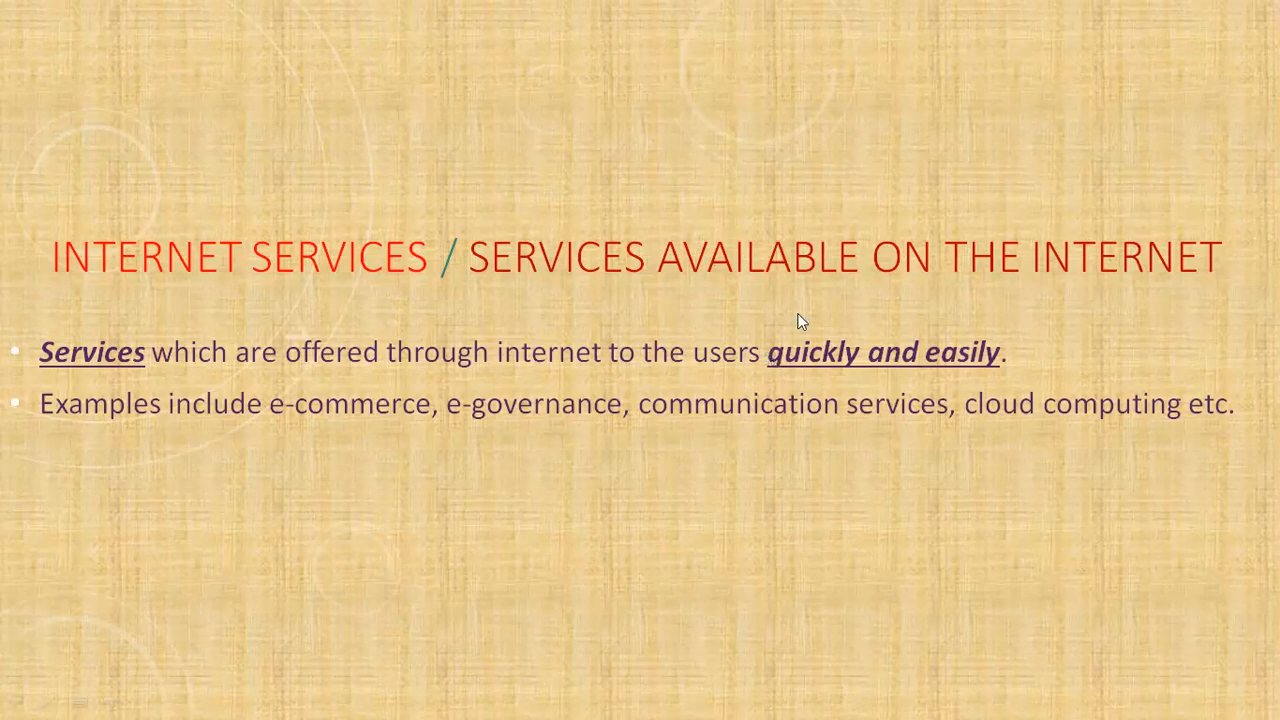 INTERNET SERVICES / SERVICES AVAILABLE ON THE INTERNET
• Services which are offered through internet to the users quickly and easily.
• Examples include e-commerce, e-governance, communication services, cloud computing etc.